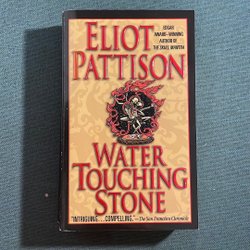 ELIOT
PATTISON
EDGAR
AWARD-WINNING
AUTHOR OF
THE SKULL MANTRA
WATER
TOUCHING
STONE
"INTRIGUING...COMPELLING."—The San Francisco Chronicle